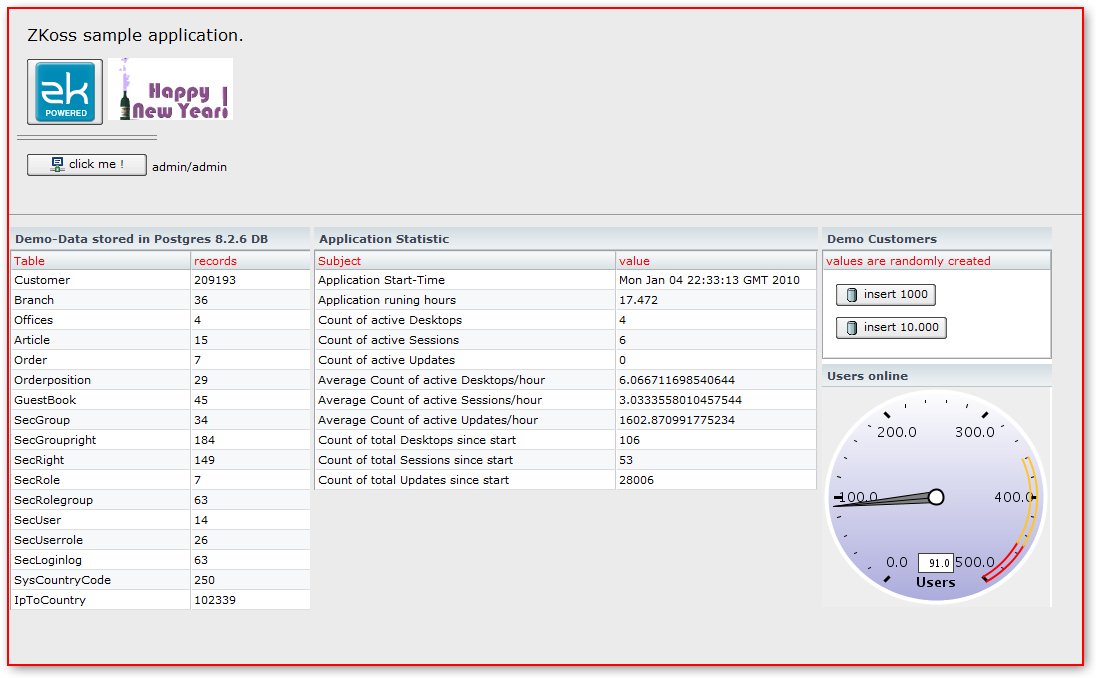 ZKoss sample application.
zk
POWERED
Happy
New Year!
click me !
admin/admin
Demo-Data stored in Postgres 8.2.6 DB
Table records
Customer 209193
Branch 36
Offices 4
Article 15
Order 7
Orderposition 29
GuestBook 45
SecGroup 34
SecGroupright 184
SecRight 149
SecRole 7
SecRolegroup 63
SecUser 14
SecUserrole 26
SecLoginlog 63
SysCountryCode 250
IpToCountry 102339
Application Statistic
Subject value
Application Start-Time Mon Jan 04 22:33:13 GMT 2010
Application runing hours 17.472
Count of active Desktops 4
Count of active Sessions 6
Count of active Updates 0
Average Count of active Desktops/hour 6.066711698540644
Average Count of active Sessions/hour 3.0333558010457544
Average Count of active Updates/hour 1602.870991775234
Count of total Desktops since start 106
Count of total Sessions since start 53
Count of total Updates since start 28006
Demo Customers
values are randomly created
insert 1000
insert 10.000
Users online
200.0 300.0
100.0 400.0
0.0 91.0 500.0
Users